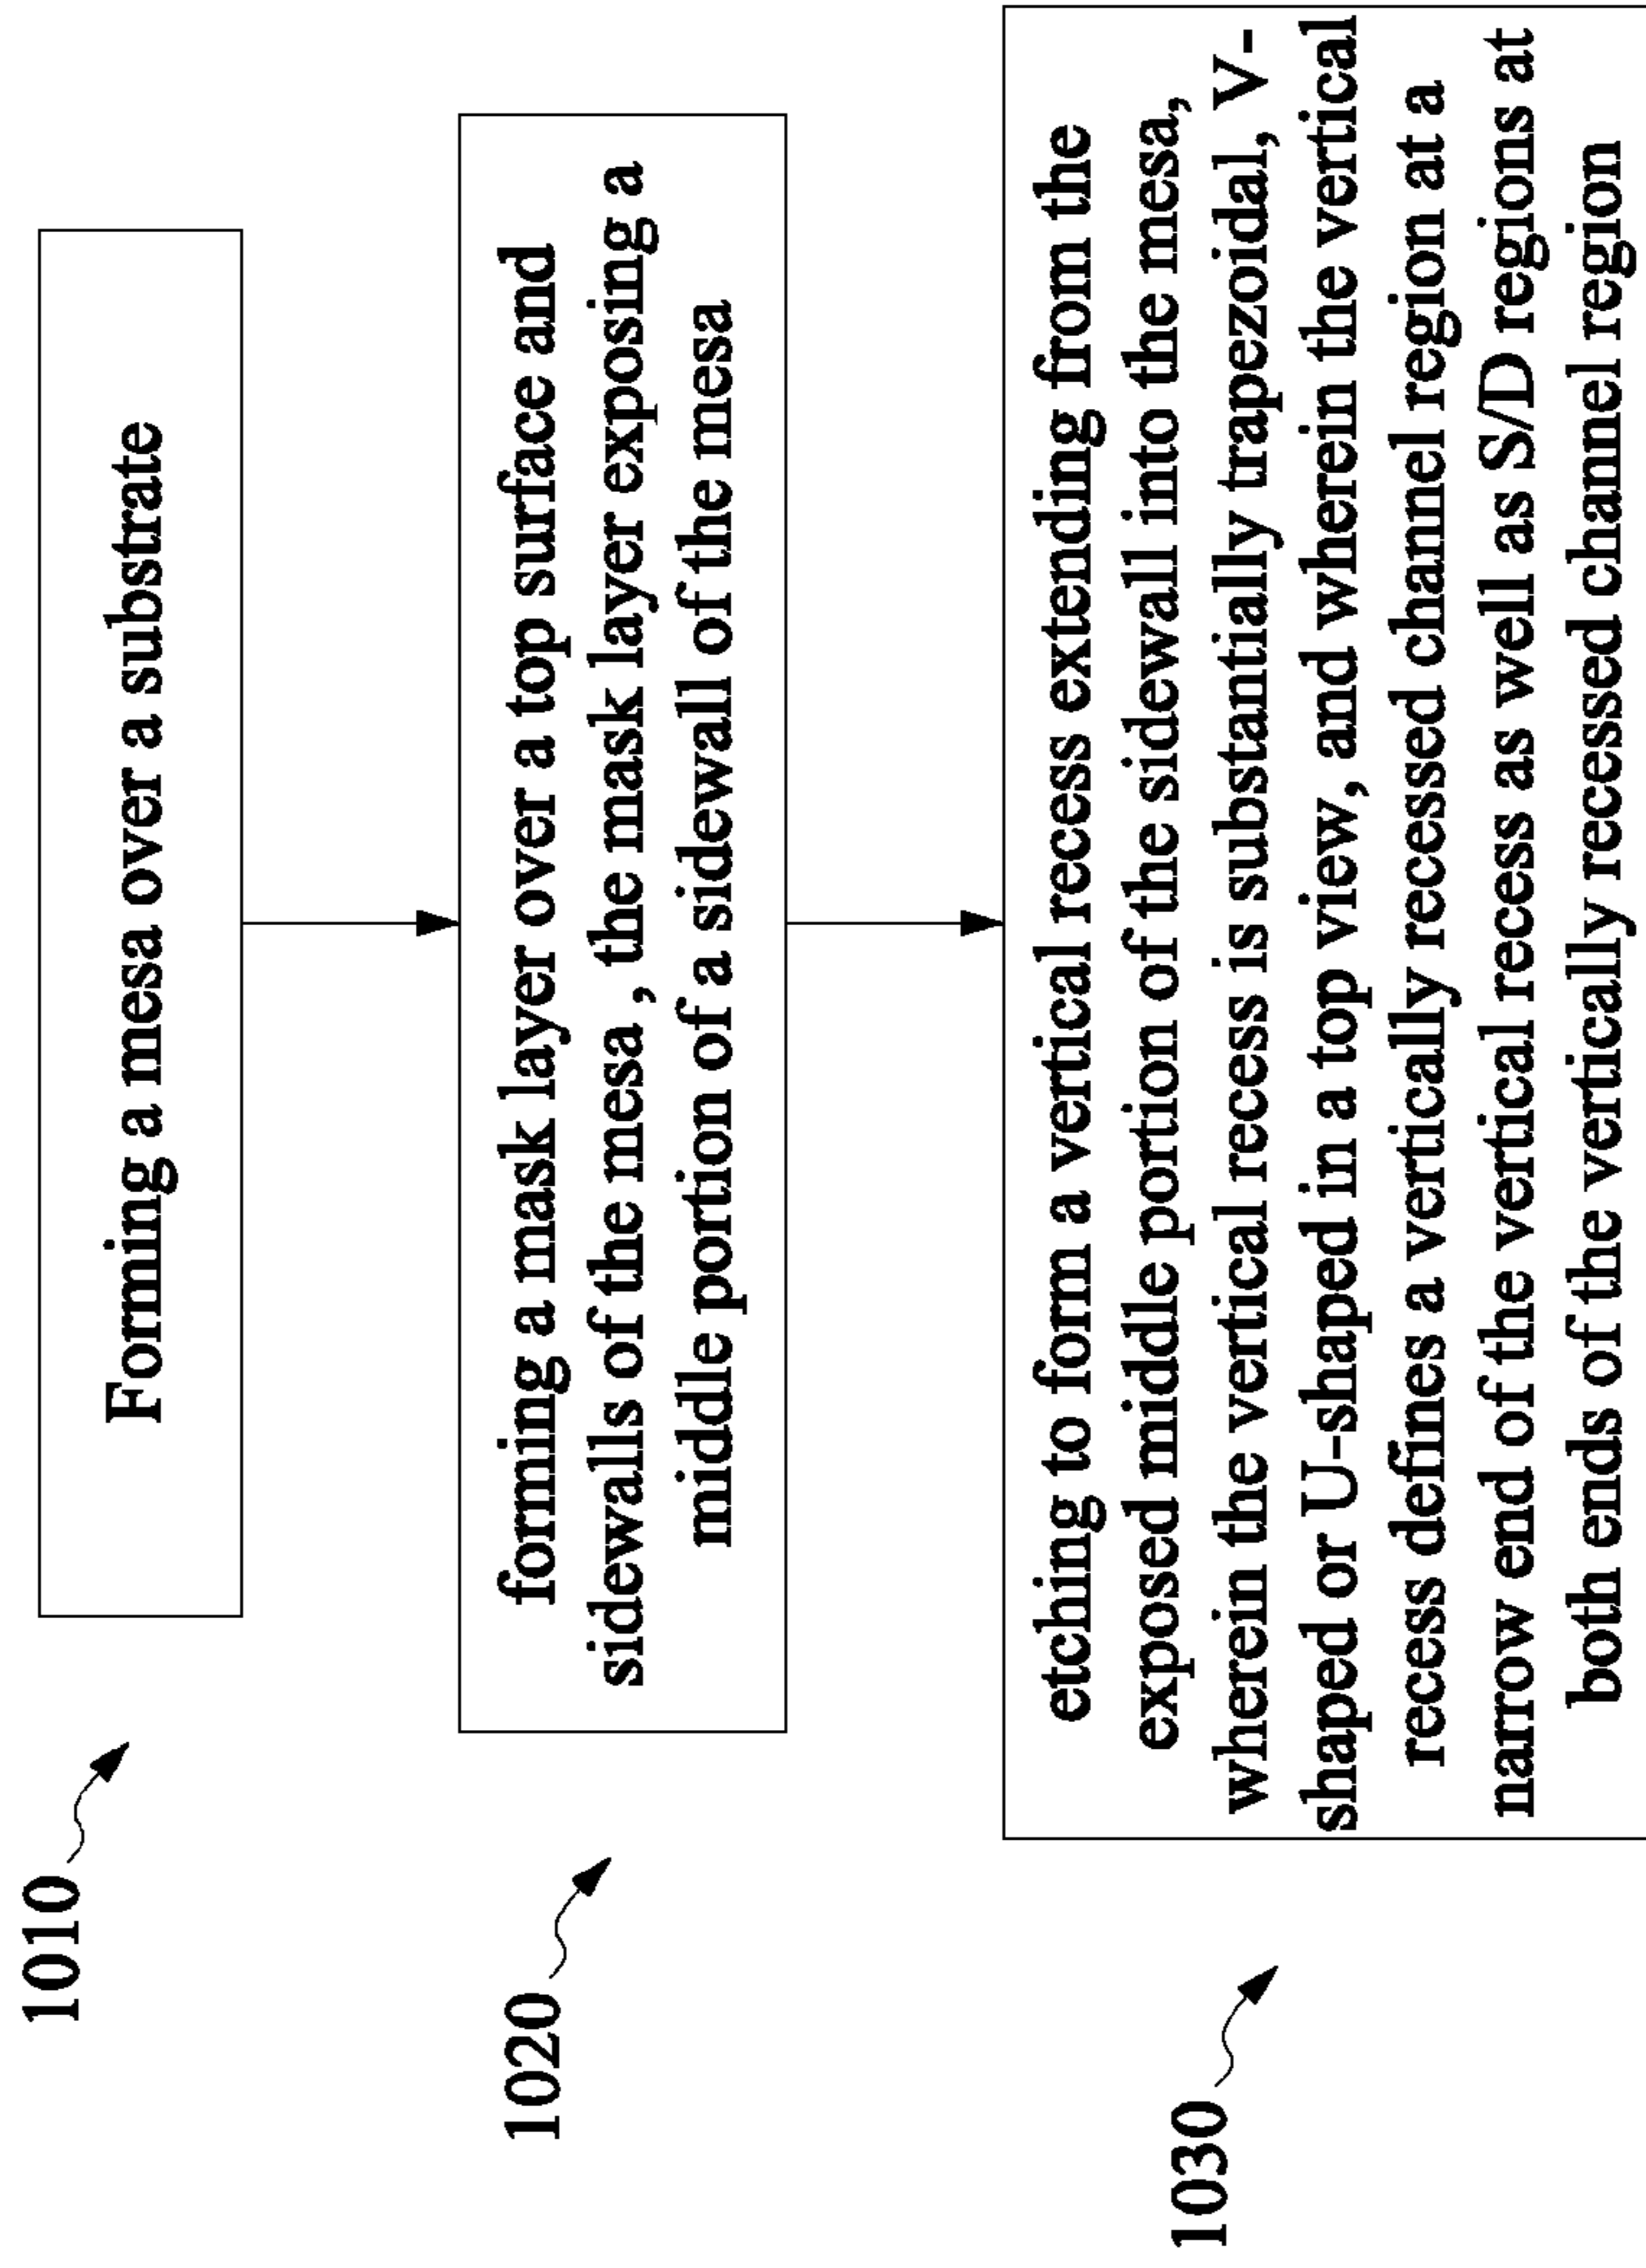 1010
Forming a mesa over a substrate
1020
forming a mask layer over a top surface and
sidewalls of the mesa , the mask layer exposing a
middle portion of a sidewall of the mesa
1030
etching to form a vertical recess extending from the
exposed middle portion of the sidewall into the mesa,
wherein the vertical recess is substantially trapezoidal, V-
shaped or U-shaped in a top view, and wherein the vertical
recess defines a vertically recessed channel region at a
narrow end of the vertical recess as well as S/D regions at
both ends of the vertically recessed channel region